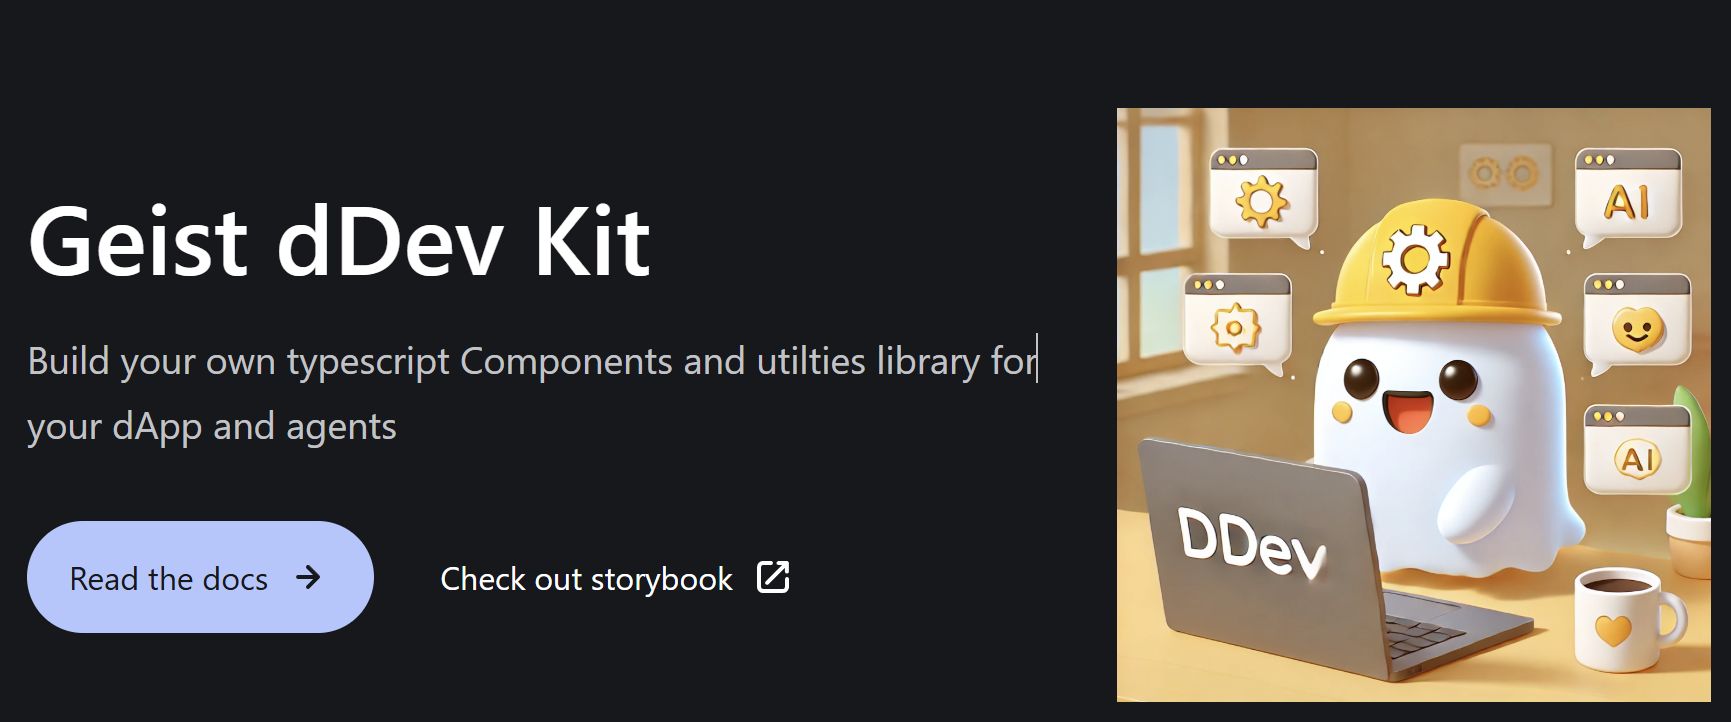 Geist dDev Kit
Build your own typescript Components and utilties library for
your dApp and agents
Read the docs
Check out storybook
AI
AI
DDev